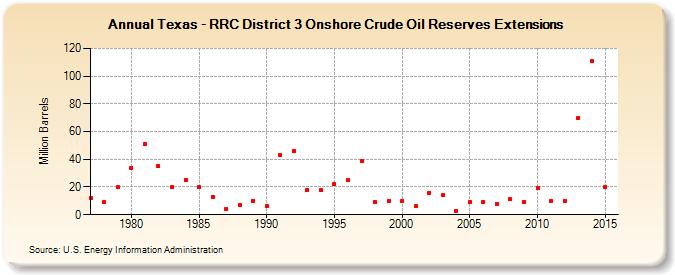 Annual Texas - RRC District 3 Onshore Crude Oil Reserves Extensions
Million Barrels
120
100
80
60
40
20
0
1980 1985 1990 1995 2000 2005 2010 2015
Source: U.S. Energy Information Administration